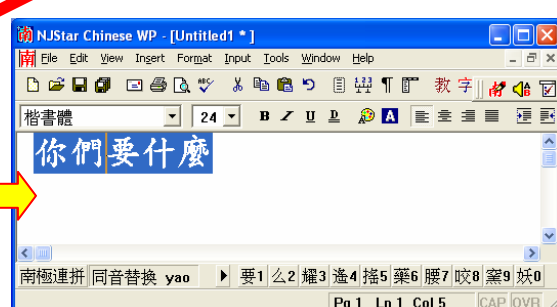 NJStar Chinese WP - [Untitled1 * ]
File Edit View Insert Format Input Tools Window Help
教 字
楷書體 24 B Z U D A
你們要什麼
南極連拼 同音替換 yao 要1 么2 耀3 遙4 搖5 藥6 腰7 咬8 窯9 妖0
Pg 1 Ln 1 Col 5 CAP OVR